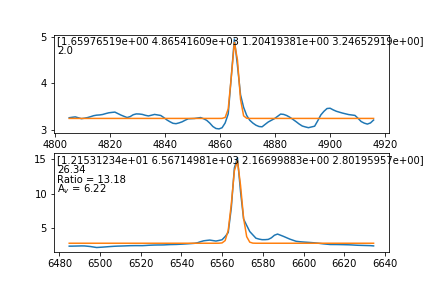 [1.65976519e+00 4.86541609e+03 1.20419381e+00 3.24652919e+00]
2.0
5
4
3
4800 4820 4840 4860 4880 4900 4920
[1.21531234e+01 6.56714981e+03 2.16699883e+00 2.80195957e+00]
26.34
Ratio = 13.18
Av = 6.22
15
10
5
6480 6500 6520 6540 6560 6580 6600 6620 6640